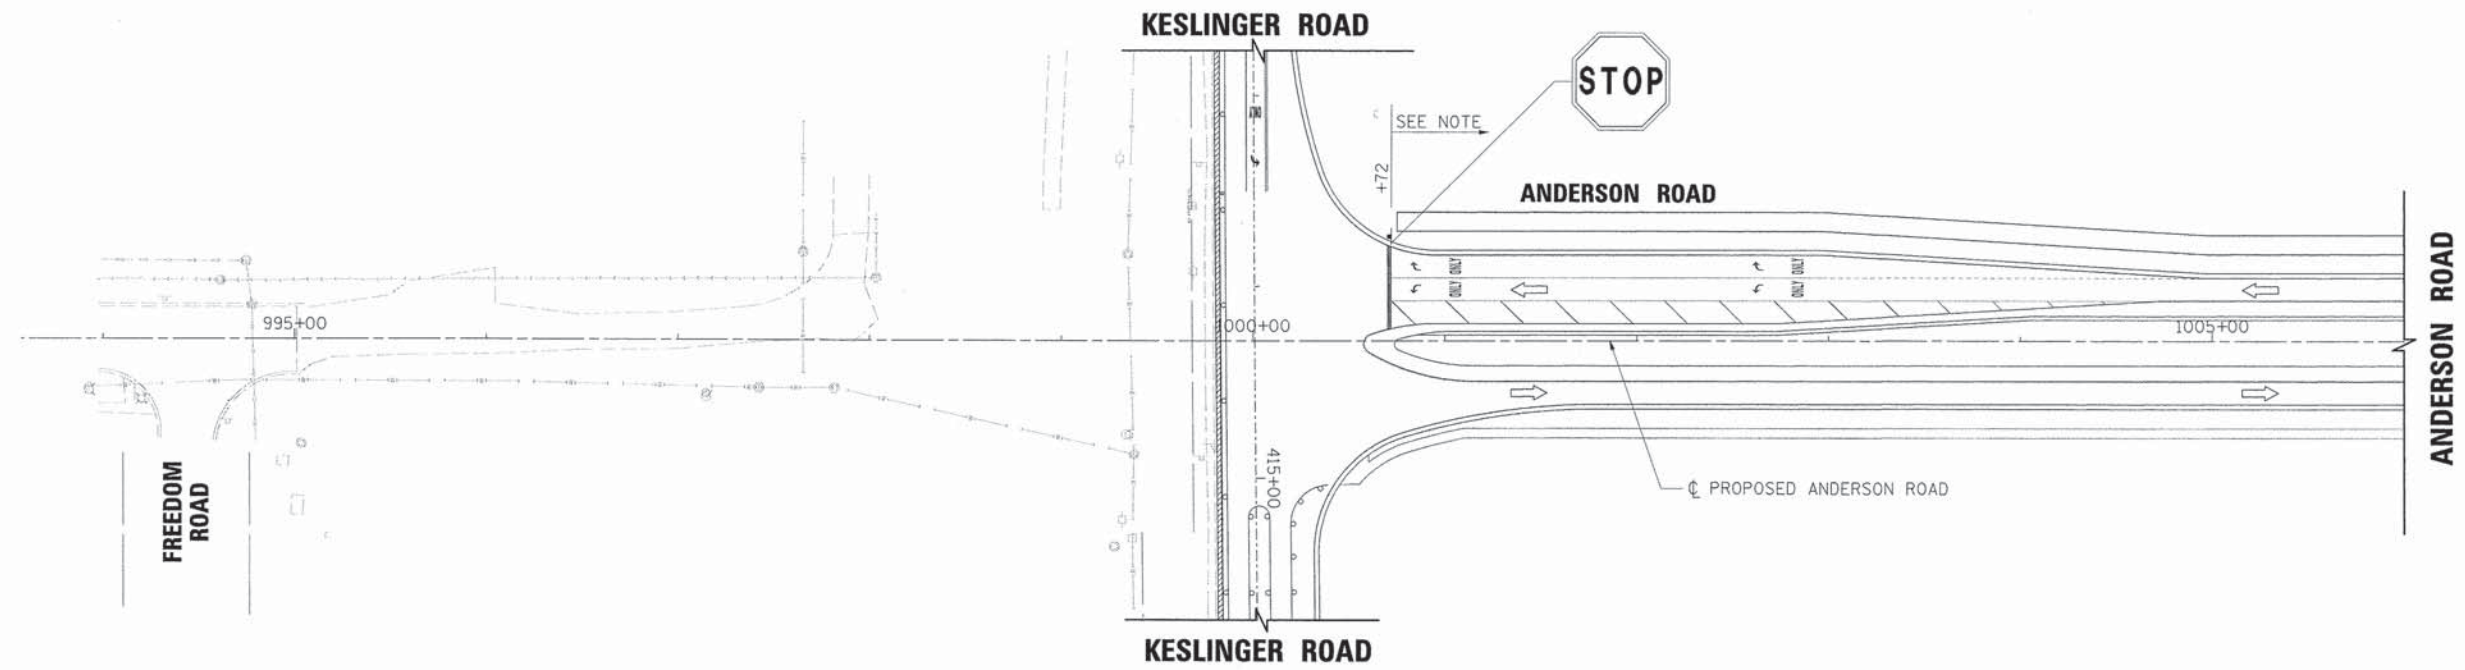 KESLINGER ROAD
STOP
SEE NOTE
+72
ANDERSON ROAD
ONLY
ONLY
ONLY
ONLY
ONLY
995+00
1000+00
1005+00
ANDERSON ROAD
415+00
℄ PROPOSED ANDERSON ROAD
FREEDOM
ROAD
KESLINGER ROAD